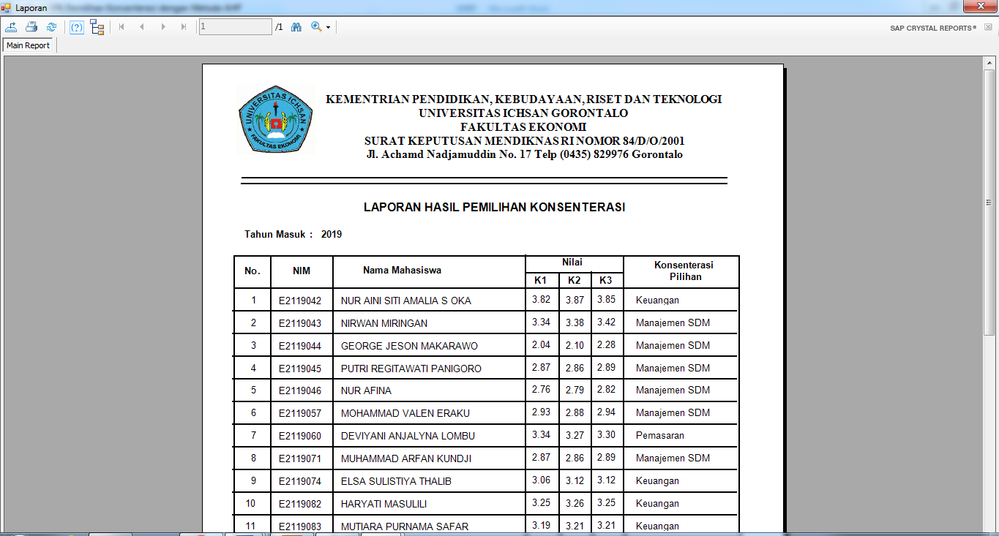 Laporan
1 /1
SAP CRYSTAL REPORTS®
Main Report
UNIVERSITAS ICHSAN
FAKULTAS EKONOMI
KEMENTRIAN PENDIDIKAN, KEBUDAYAAN, RISET DAN TEKNOLOGI
UNIVERSITAS ICHSAN GORONTALO
FAKULTAS EKONOMI
SURAT KEPUTUSAN MENDIKNAS RI NOMOR 84/D/O/2001
Jl. Achamd Nadjamuddin No. 17 Telp (0435) 829976 Gorontalo
LAPORAN HASIL PEMILIHAN KONSENTERASI
Tahun Masuk : 2019
No. NIM Nama Mahasiswa Nilai Konsenterasi Pilihan
K1 K2 K3
1 E2119042 NUR AINI SITI AMALIA S OKA 3.82 3.87 3.85 Keuangan
2 E2119043 NIRWAN MIRINGAN 3.34 3.38 3.42 Manajemen SDM
3 E2119044 GEORGE JESON MAKARAWO 2.04 2.10 2.28 Manajemen SDM
4 E2119045 PUTRI REGITAWATI PANIGORO 2.87 2.86 2.89 Manajemen SDM
5 E2119046 NUR AFINA 2.76 2.79 2.82 Manajemen SDM
6 E2119057 MOHAMMAD VALEN ERAKU 2.93 2.88 2.94 Manajemen SDM
7 E2119060 DEVIYANI ANJALYNA LOMBU 3.34 3.27 3.30 Pemasaran
8 E2119071 MUHAMMAD ARFAN KUNDJI 2.87 2.86 2.89 Manajemen SDM
9 E2119074 ELSA SULISTIYA THALIB 3.06 3.12 3.12 Keuangan
10 E2119082 HARYATI MASULILI 3.25 3.26 3.25 Keuangan
11 E2119083 MUTIARA PURNAMA SAFAR 3.19 3.21 3.21 Keuangan